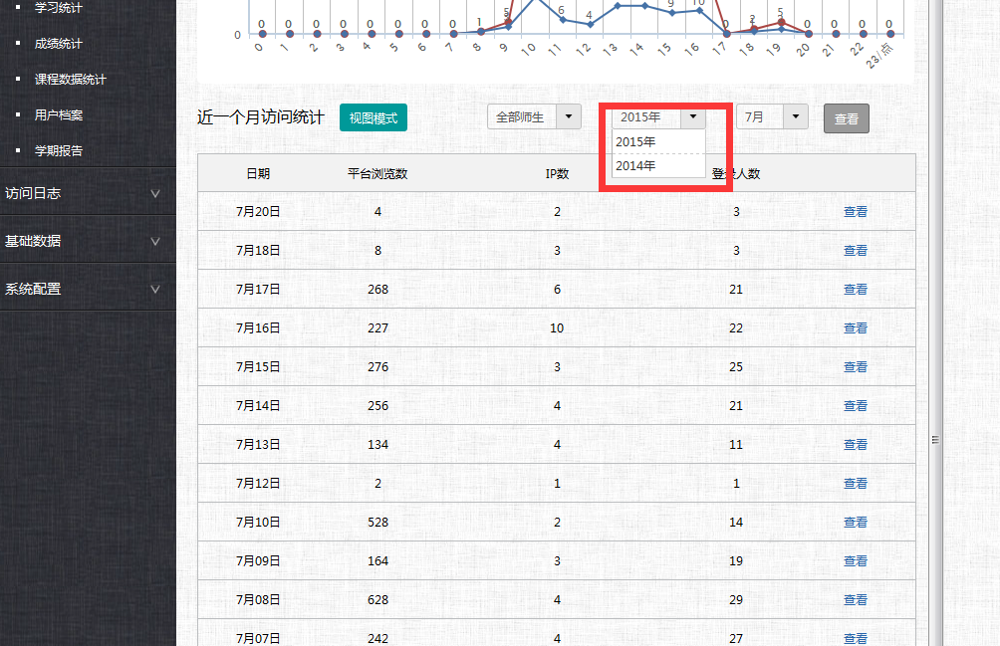 学习统计
成绩统计
课程数据统计
用户档案
学期报告
访问日志
基础数据
系统配置
0 0 0 0 0 0 0 0 1 5 6 4 9 10 0 2 5 0 0 0 0
0
0 1 2 3 4 5 6 7 8 9 10 11 12 13 14 15 16 17 18 19 20 21 22 23/点
近一个月访问统计 视图模式 全部师生 2015年 7月 查看
2015年
2014年
日期 平台浏览数 IP数 登录人数
7月20日 4 2 3 查看
7月18日 8 3 3 查看
7月17日 268 6 21 查看
7月16日 227 10 22 查看
7月15日 276 3 25 查看
7月14日 256 4 21 查看
7月13日 134 4 11 查看
7月12日 2 1 1 查看
7月10日 528 2 14 查看
7月09日 164 3 19 查看
7月08日 628 4 29 查看
7月07日 242 4 27 查看